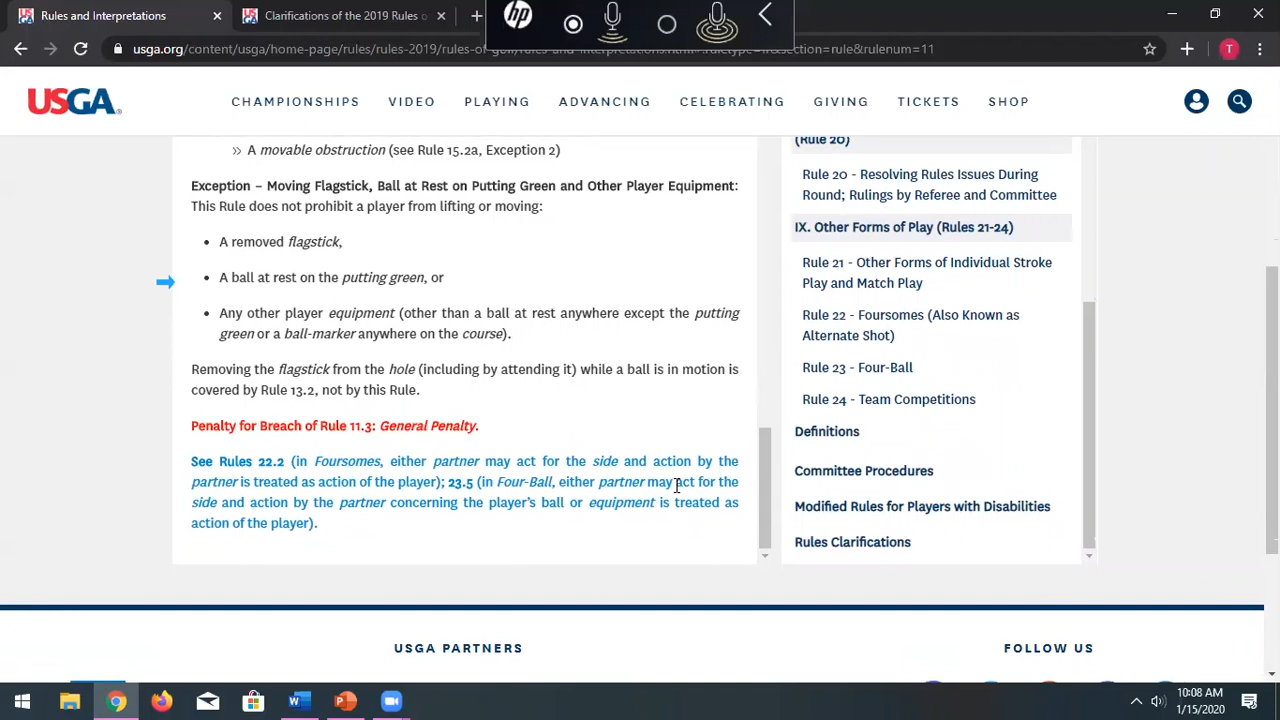 Rules and Interpretations
Clarifications of the 2019 Rules o
hp
usga.org/content/usga/home-page/rules/rules-2019/rules-of-golf/rules-and-interpretations.html#!ruletype=fr&section=rule&rulenum=11
T
USGA
CHAMPIONSHIPS VIDEO PLAYING ADVANCING CELEBRATING GIVING TICKETS SHOP
» A movable obstruction (see Rule 15.2a, Exception 2)
Exception – Moving Flagstick, Ball at Rest on Putting Green and Other Player Equipment:
This Rule does not prohibit a player from lifting or moving:
• A removed flagstick,
• A ball at rest on the putting green, or
• Any other player equipment (other than a ball at rest anywhere except the putting
green or a ball-marker anywhere on the course).
Removing the flagstick from the hole (including by attending it) while a ball is in motion is
covered by Rule 13.2, not by this Rule.
Penalty for Breach of Rule 11.3: General Penalty.
See Rules 22.2 (in Foursomes, either partner may act for the side and action by the
partner is treated as action of the player); 23.5 (in Four-Ball, either partner may act for the
side and action by the partner concerning the player's ball or equipment is treated as
action of the player).
(Rule 20)
Rule 20 - Resolving Rules Issues During
Round; Rulings by Referee and Committee
IX. Other Forms of Play (Rules 21-24)
Rule 21 - Other Forms of Individual Stroke
Play and Match Play
Rule 22 - Foursomes (Also Known as
Alternate Shot)
Rule 23 - Four-Ball
Rule 24 - Team Competitions
Definitions
Committee Procedures
Modified Rules for Players with Disabilities
Rules Clarifications
USGA PARTNERS
FOLLOW US
10:08 AM
1/15/2020